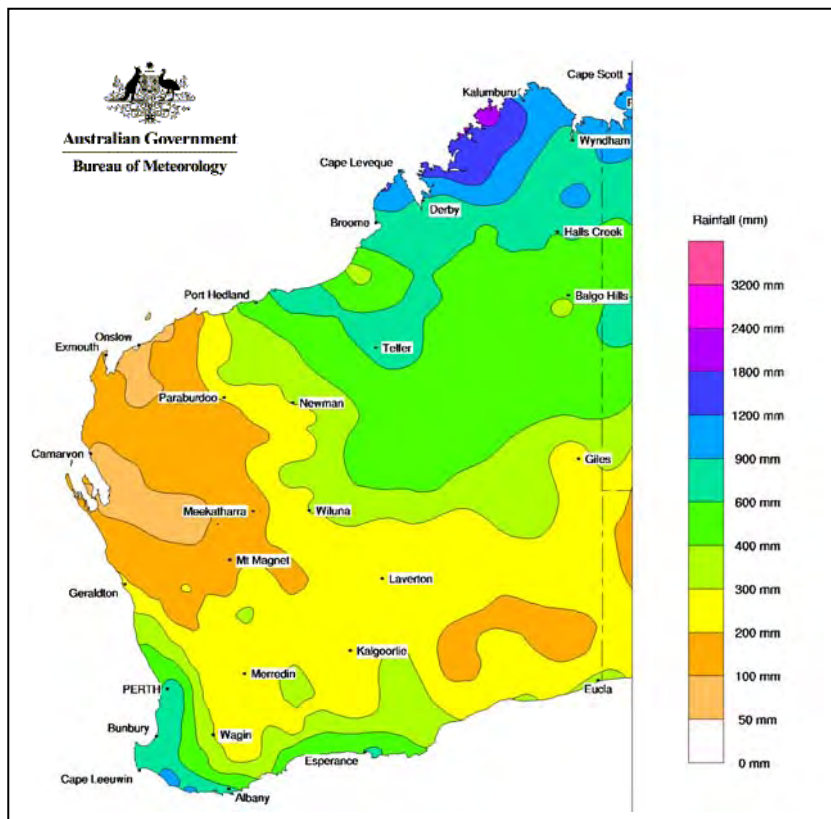 Australian Government
Bureau of Meteorology
Cape Scott
Kalumburu
Wyndham
Cape Leveque
Derby
Broome
Halls Creek
Port Hedland
Balgo Hills
Onslow
Exmouth
Telfer
Paraburdoo
Newman
Carnarvon
Giles
Meekatharra
Wiluna
Mt Magnet
Laverton
Geraldton
Kalgoorlie
Merredin
PERTH
Eucla
Bunbury
Wagin
Esperance
Cape Leeuwin
Albany
Rainfall (mm)
3200 mm
2400 mm
1800 mm
1200 mm
900 mm
600 mm
400 mm
300 mm
200 mm
100 mm
50 mm
0 mm